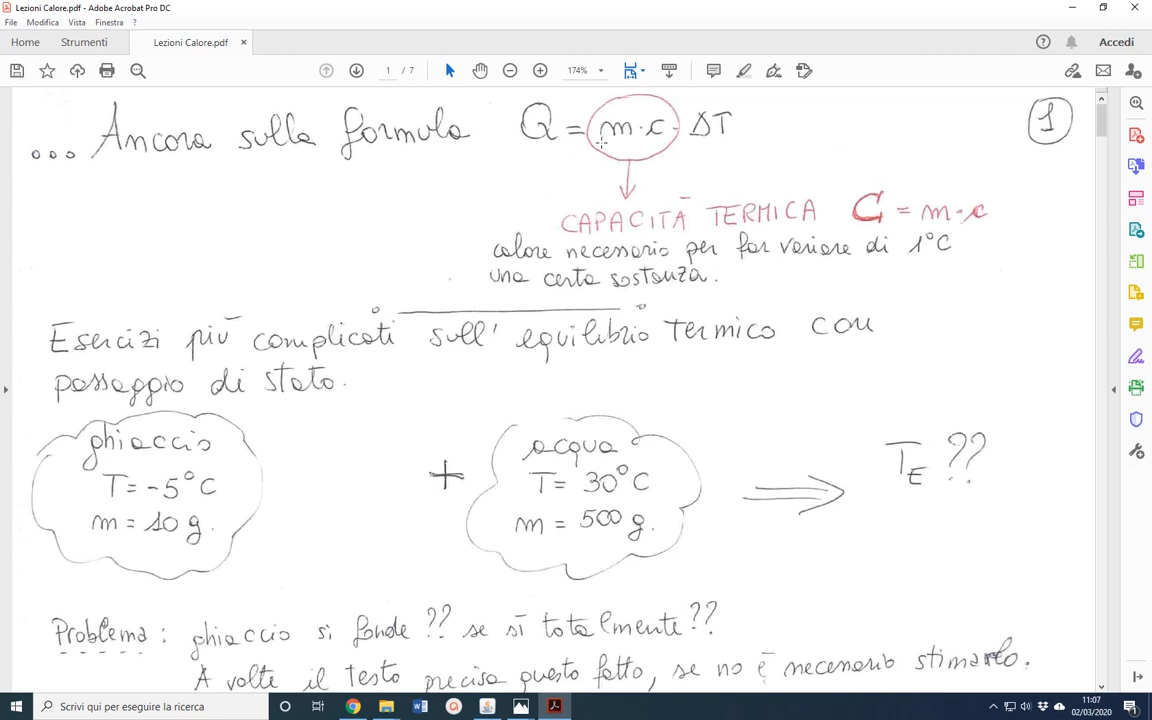 Lezioni Calore.pdf - Adobe Acrobat Pro DC
File Modifica Vista Finestra ?
Home Strumenti Lezioni Calore.pdf × Accedi
1 / 7 174%
... Ancora sulla formula Q = m·c·ΔT 1
CAPACITÀ TERMICA C = m·c
calore necessario per far variare di 1°C
una certa sostanza.
Esercizi più complicati sull'equilibrio termico con
passaggio di stato.
ghiaccio
T = -5°C
m = 10 g.
+
acqua
T = 30°C
m = 500 g.
⟹ TE ??
Problema: ghiaccio si fonde ?? se sì totalmente ??
A volte il testo precisa questo fatto, se no è necessario stimarlo.
Scrivi qui per eseguire la ricerca
11:07
02/03/2020